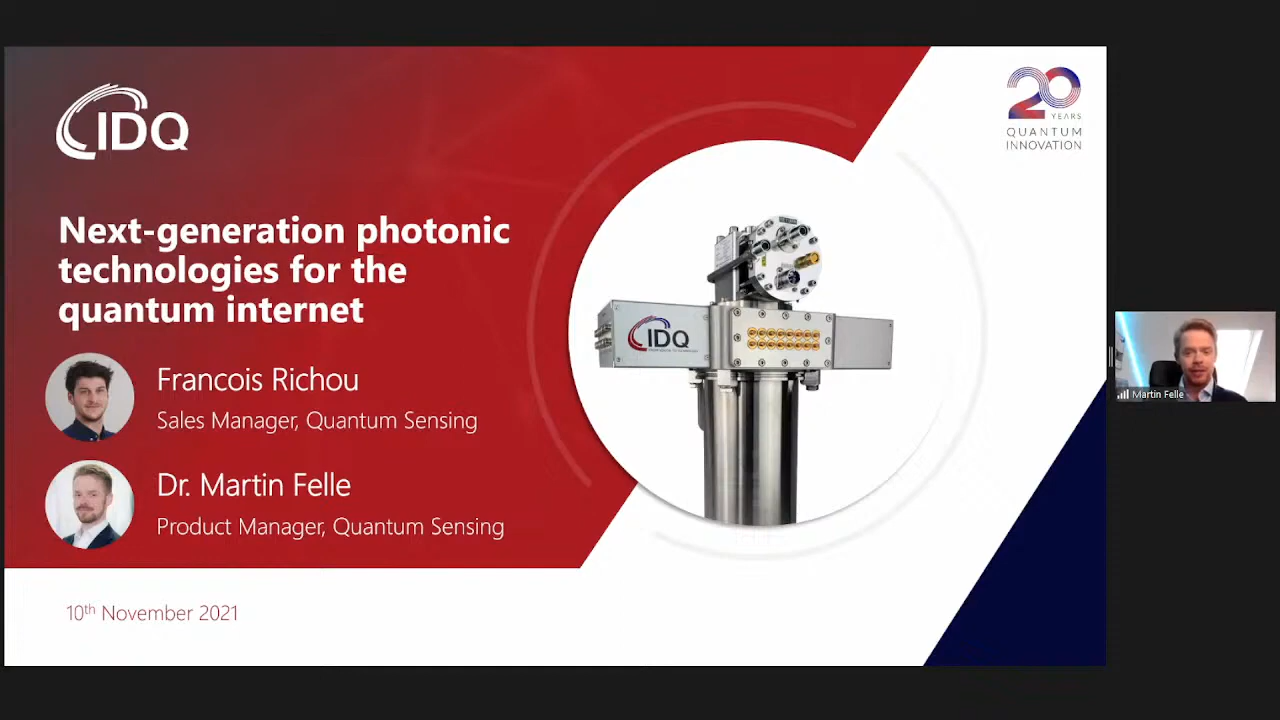 IDQ
20
YEARS
QUANTUM
INNOVATION
Next-generation photonic
technologies for the
quantum internet
IDQ
Francois Richou
Sales Manager, Quantum Sensing
Dr. Martin Felle
Product Manager, Quantum Sensing
10th November 2021
Martin Felle